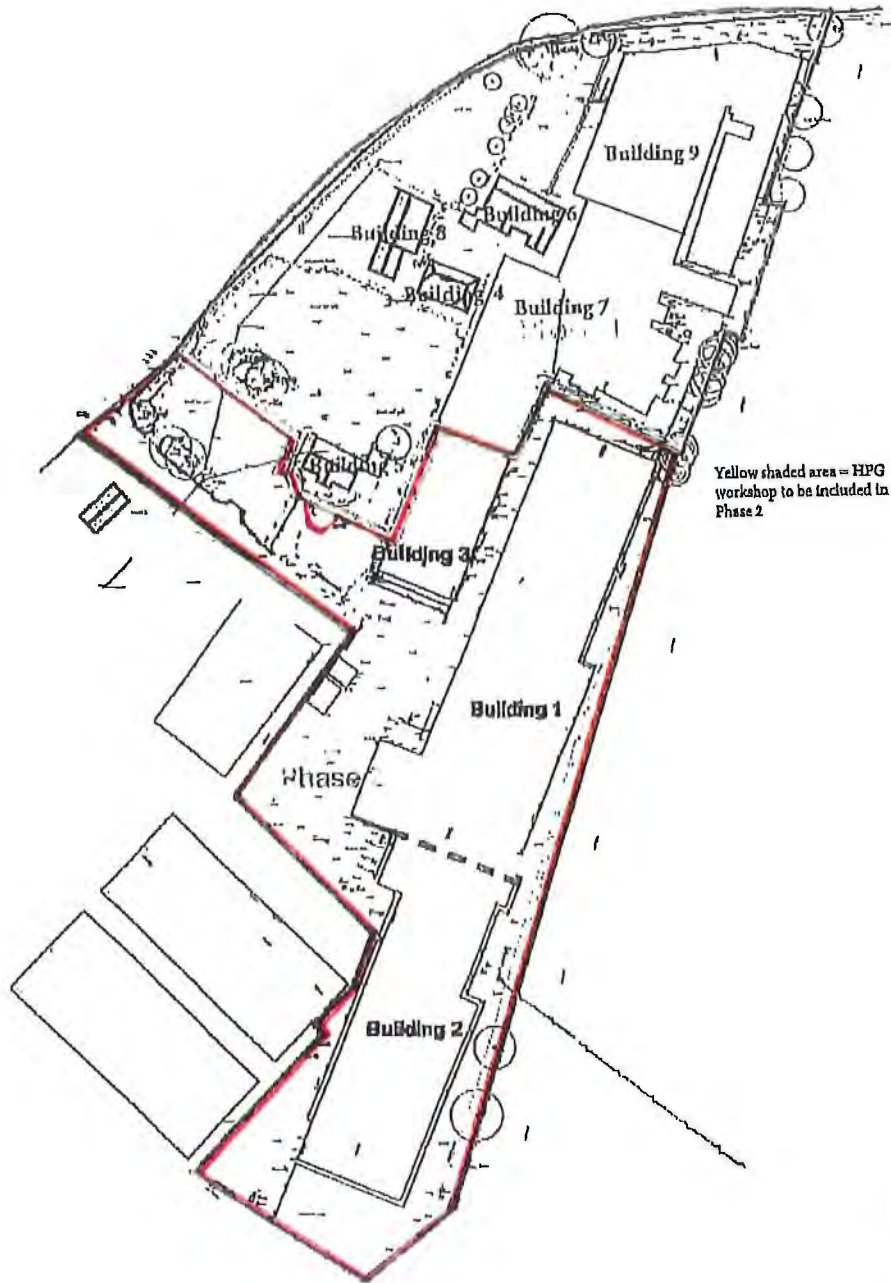 Building 9
Building 6
Building 8
Building 4
Building 7
Building 5
Yellow shaded area = HPG
workshop to be included in
Phase 2
Building 3
Building 1
Phase
Building 2